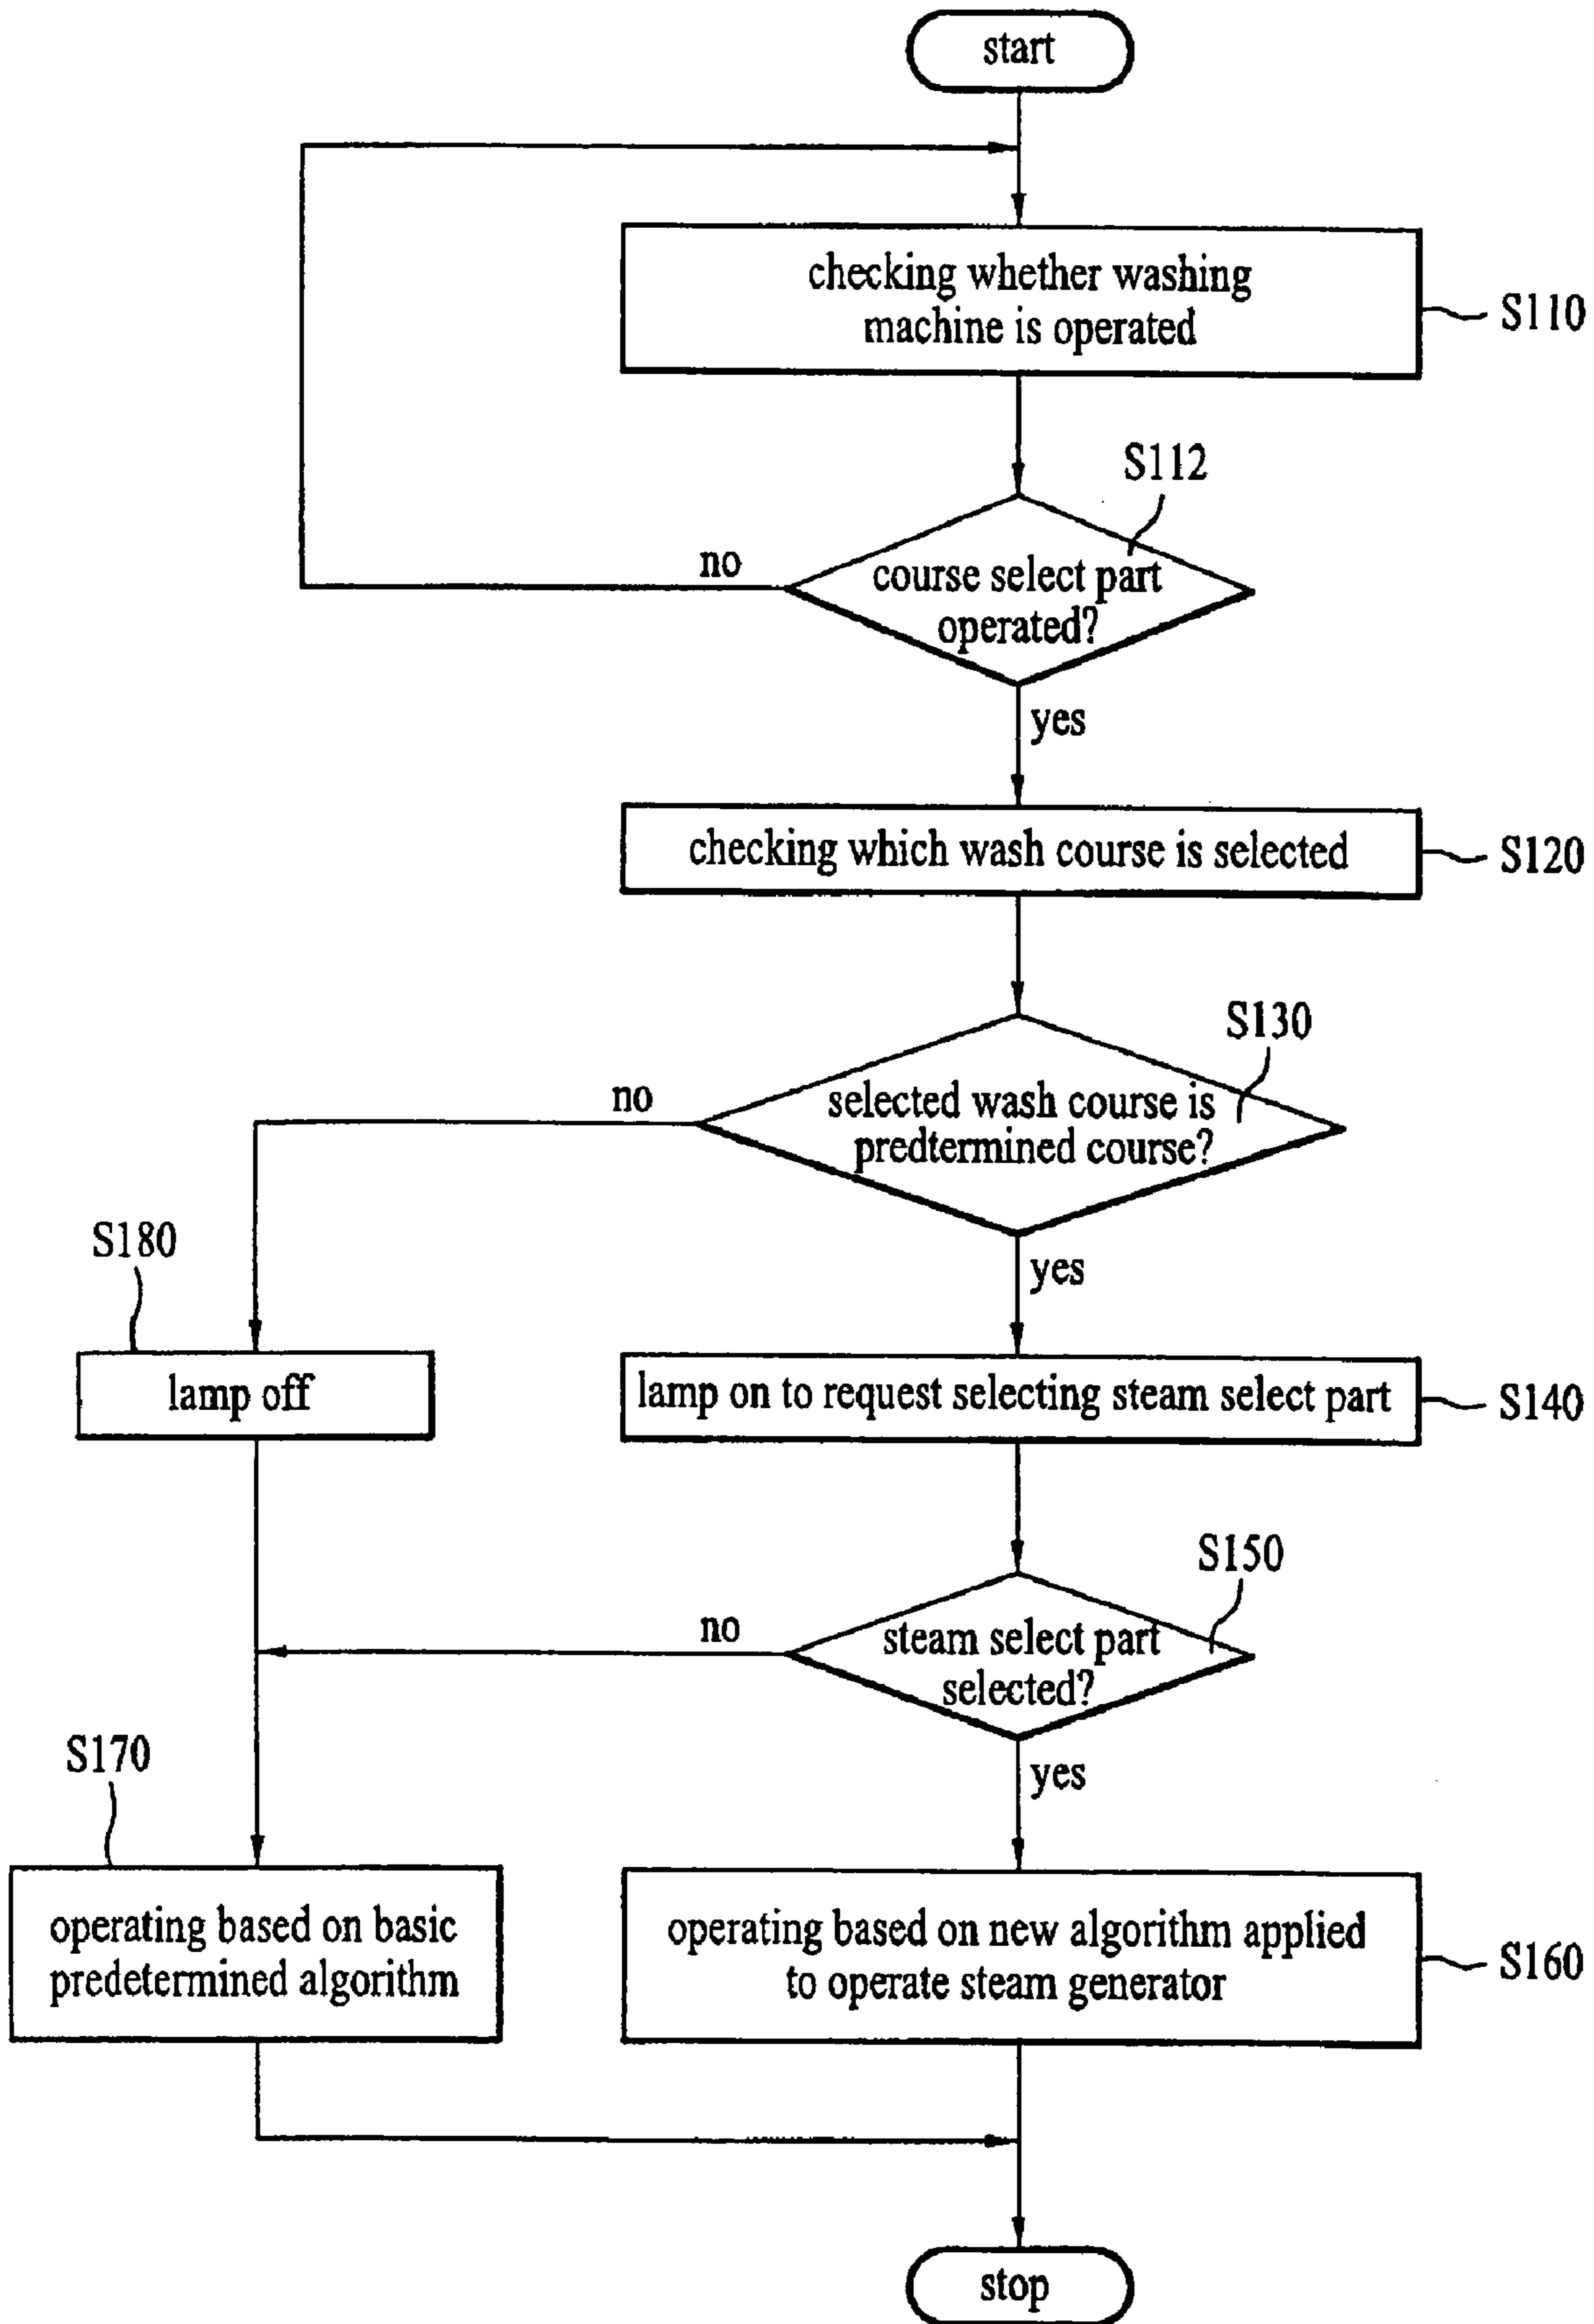 start
checking whether washing
machine is operated
S110
S112
no
course select part
operated?
yes
checking which wash course is selected
S120
S130
no
selected wash course is
predtermined course?
S180
yes
lamp off
lamp on to request selecting steam select part
S140
S150
no
steam select part
selected?
S170
yes
operating based on basic
predetermined algorithm
operating based on new algorithm applied
to operate steam generator
S160
stop